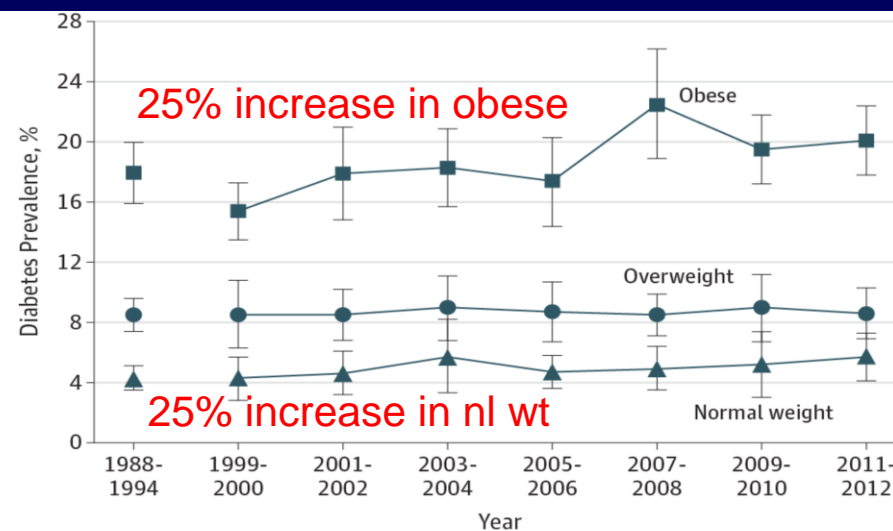 28
24
20
16
12
8
4
0
Diabetes Prevalence, %
25% increase in obese
Obese
Overweight
25% increase in nl wt
Normal weight
1988- 1999- 2001- 2003- 2005- 2007- 2009- 2011-
1994 2000 2002 2004 2006 2008 2010 2012
Year